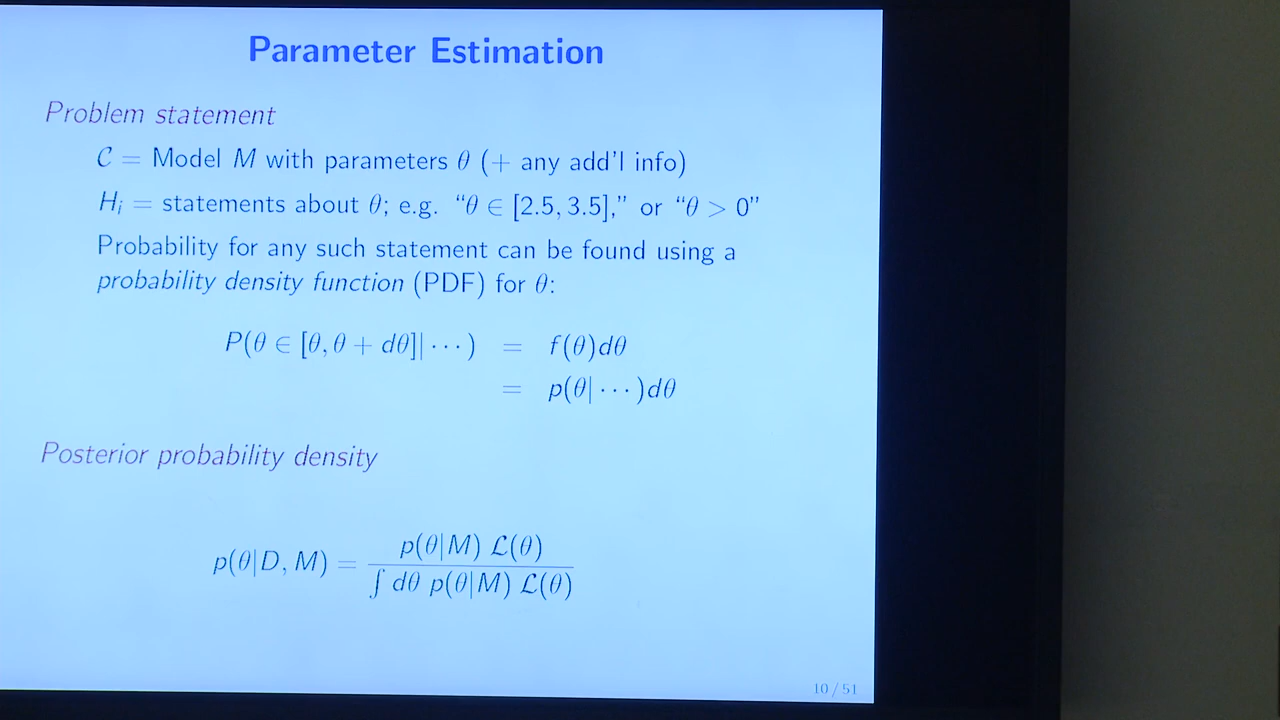 Parameter Estimation
Problem statement
𝒞 = Model M with parameters θ (+ any add'l info)
Hᵢ = statements about θ; e.g. “θ ∈ [2.5, 3.5],” or “θ > 0”
Probability for any such statement can be found using a
probability density function (PDF) for θ:
P(θ ∈ [θ, θ + dθ]| ⋯ ) = f(θ)dθ
= p(θ| ⋯ )dθ
Posterior probability density
p(θ|D, M) = p(θ|M) ℒ(θ)
∫ dθ p(θ|M) ℒ(θ)
10 / 51